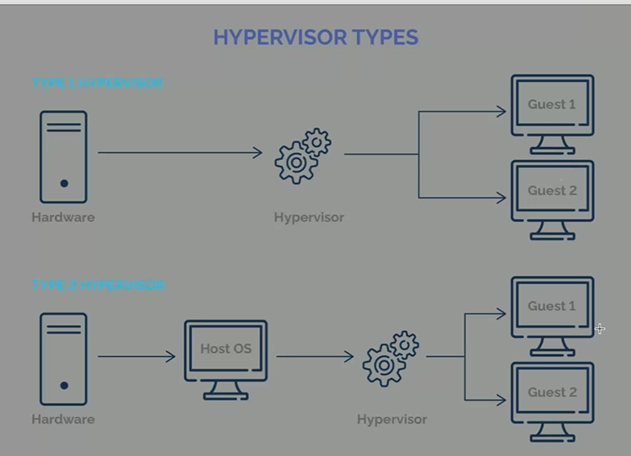 HYPERVISOR TYPES
TYPE 1 HYPERVISOR
Guest 1
Guest 2
Hardware
Hypervisor
TYPE 2 HYPERVISOR
Guest 1
Host OS
Guest 2
Hardware
Hypervisor